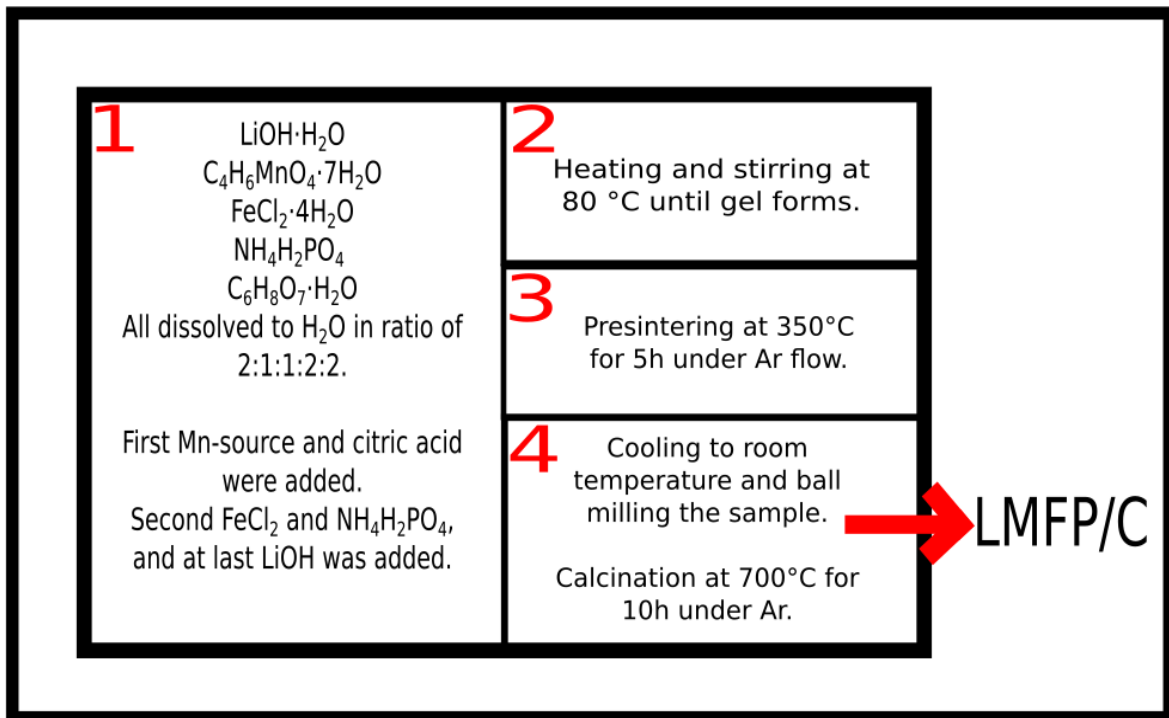 1
LiOH·H₂O
C₄H₆MnO₄·7H₂O
FeCl₂·4H₂O
NH₄H₂PO₄
C₆H₈O₇·H₂O
All dissolved to H₂O in ratio of
2:1:1:2:2.
First Mn-source and citric acid
were added.
Second FeCl₂ and NH₄H₂PO₄,
and at last LiOH was added.
2
Heating and stirring at
80 °C until gel forms.
3
Presintering at 350°C
for 5h under Ar flow.
4
Cooling to room
temperature and ball
milling the sample.
Calcination at 700°C for
10h under Ar.
LMFP/C